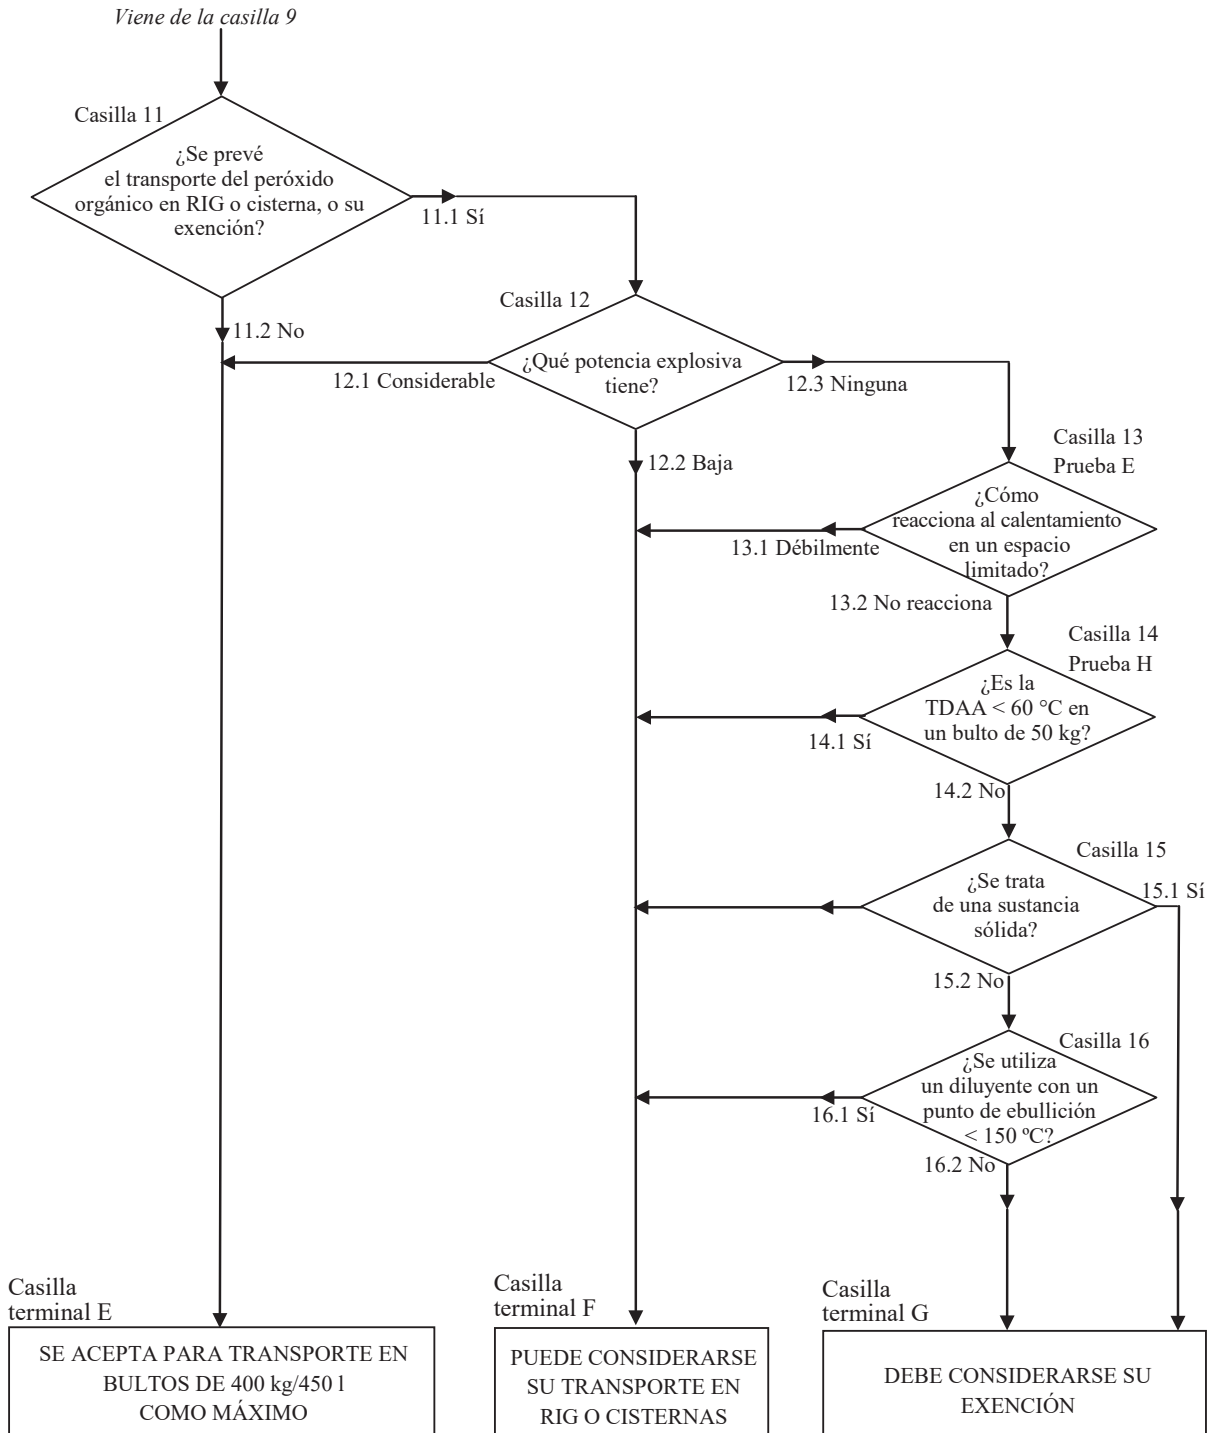 Viene de la casilla 9
Casilla 11
¿Se prevé
el transporte del peróxido
orgánico en RIG o cisterna, o su
exención?
11.1 Sí
11.2 No
Casilla 12
¿Qué potencia explosiva
tiene?
12.1 Considerable
12.3 Ninguna
12.2 Baja
Casilla 13
Prueba E
¿Cómo
reacciona al calentamiento
en un espacio
limitado?
13.1 Débilmente
13.2 No reacciona
Casilla 14
Prueba H
¿Es la
TDAA < 60 °C en
un bulto de 50 kg?
14.1 Sí
14.2 No
Casilla 15
¿Se trata
de una sustancia
sólida?
15.1 Sí
15.2 No
Casilla 16
¿Se utiliza
un diluyente con un
punto de ebullición
< 150 ºC?
16.1 Sí
16.2 No
Casilla
terminal E
SE ACEPTA PARA TRANSPORTE EN
BULTOS DE 400 kg/450 l
COMO MÁXIMO
Casilla
terminal F
PUEDE CONSIDERARSE
SU TRANSPORTE EN
RIG O CISTERNAS
Casilla
terminal G
DEBE CONSIDERARSE SU
EXENCIÓN